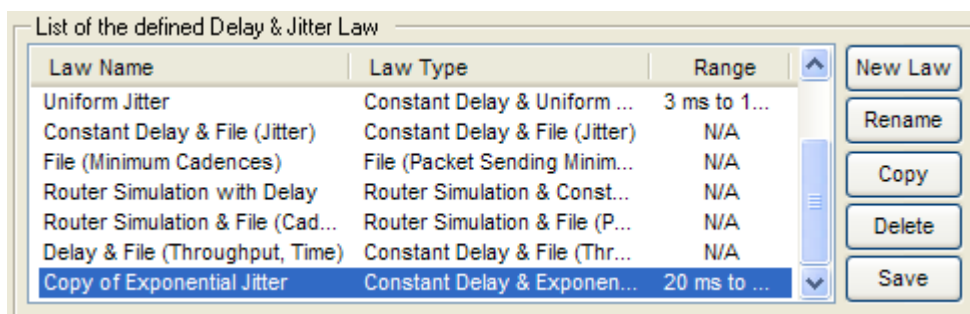 List of the defined Delay & Jitter Law
Law Name Law Type Range
Uniform Jitter Constant Delay & Uniform ... 3 ms to 1...
Constant Delay & File (Jitter) Constant Delay & File (Jitter) N/A
File (Minimum Cadences) File (Packet Sending Minim... N/A
Router Simulation with Delay Router Simulation & Const... N/A
Router Simulation & File (Cad... Router Simulation & File (P... N/A
Delay & File (Throughput, Time) Constant Delay & File (Thr... N/A
Copy of Exponential Jitter Constant Delay & Exponen... 20 ms to ...
New Law
Rename
Copy
Delete
Save